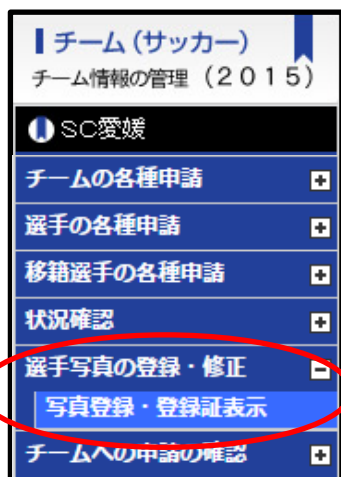 チーム(サッカー)
チーム情報の管理(2015)
SC愛媛
チームの各種申請
選手の各種申請
移籍選手の各種申請
状況確認
選手写真の登録・修正
写真登録・登録証表示
チームへの申請の確認